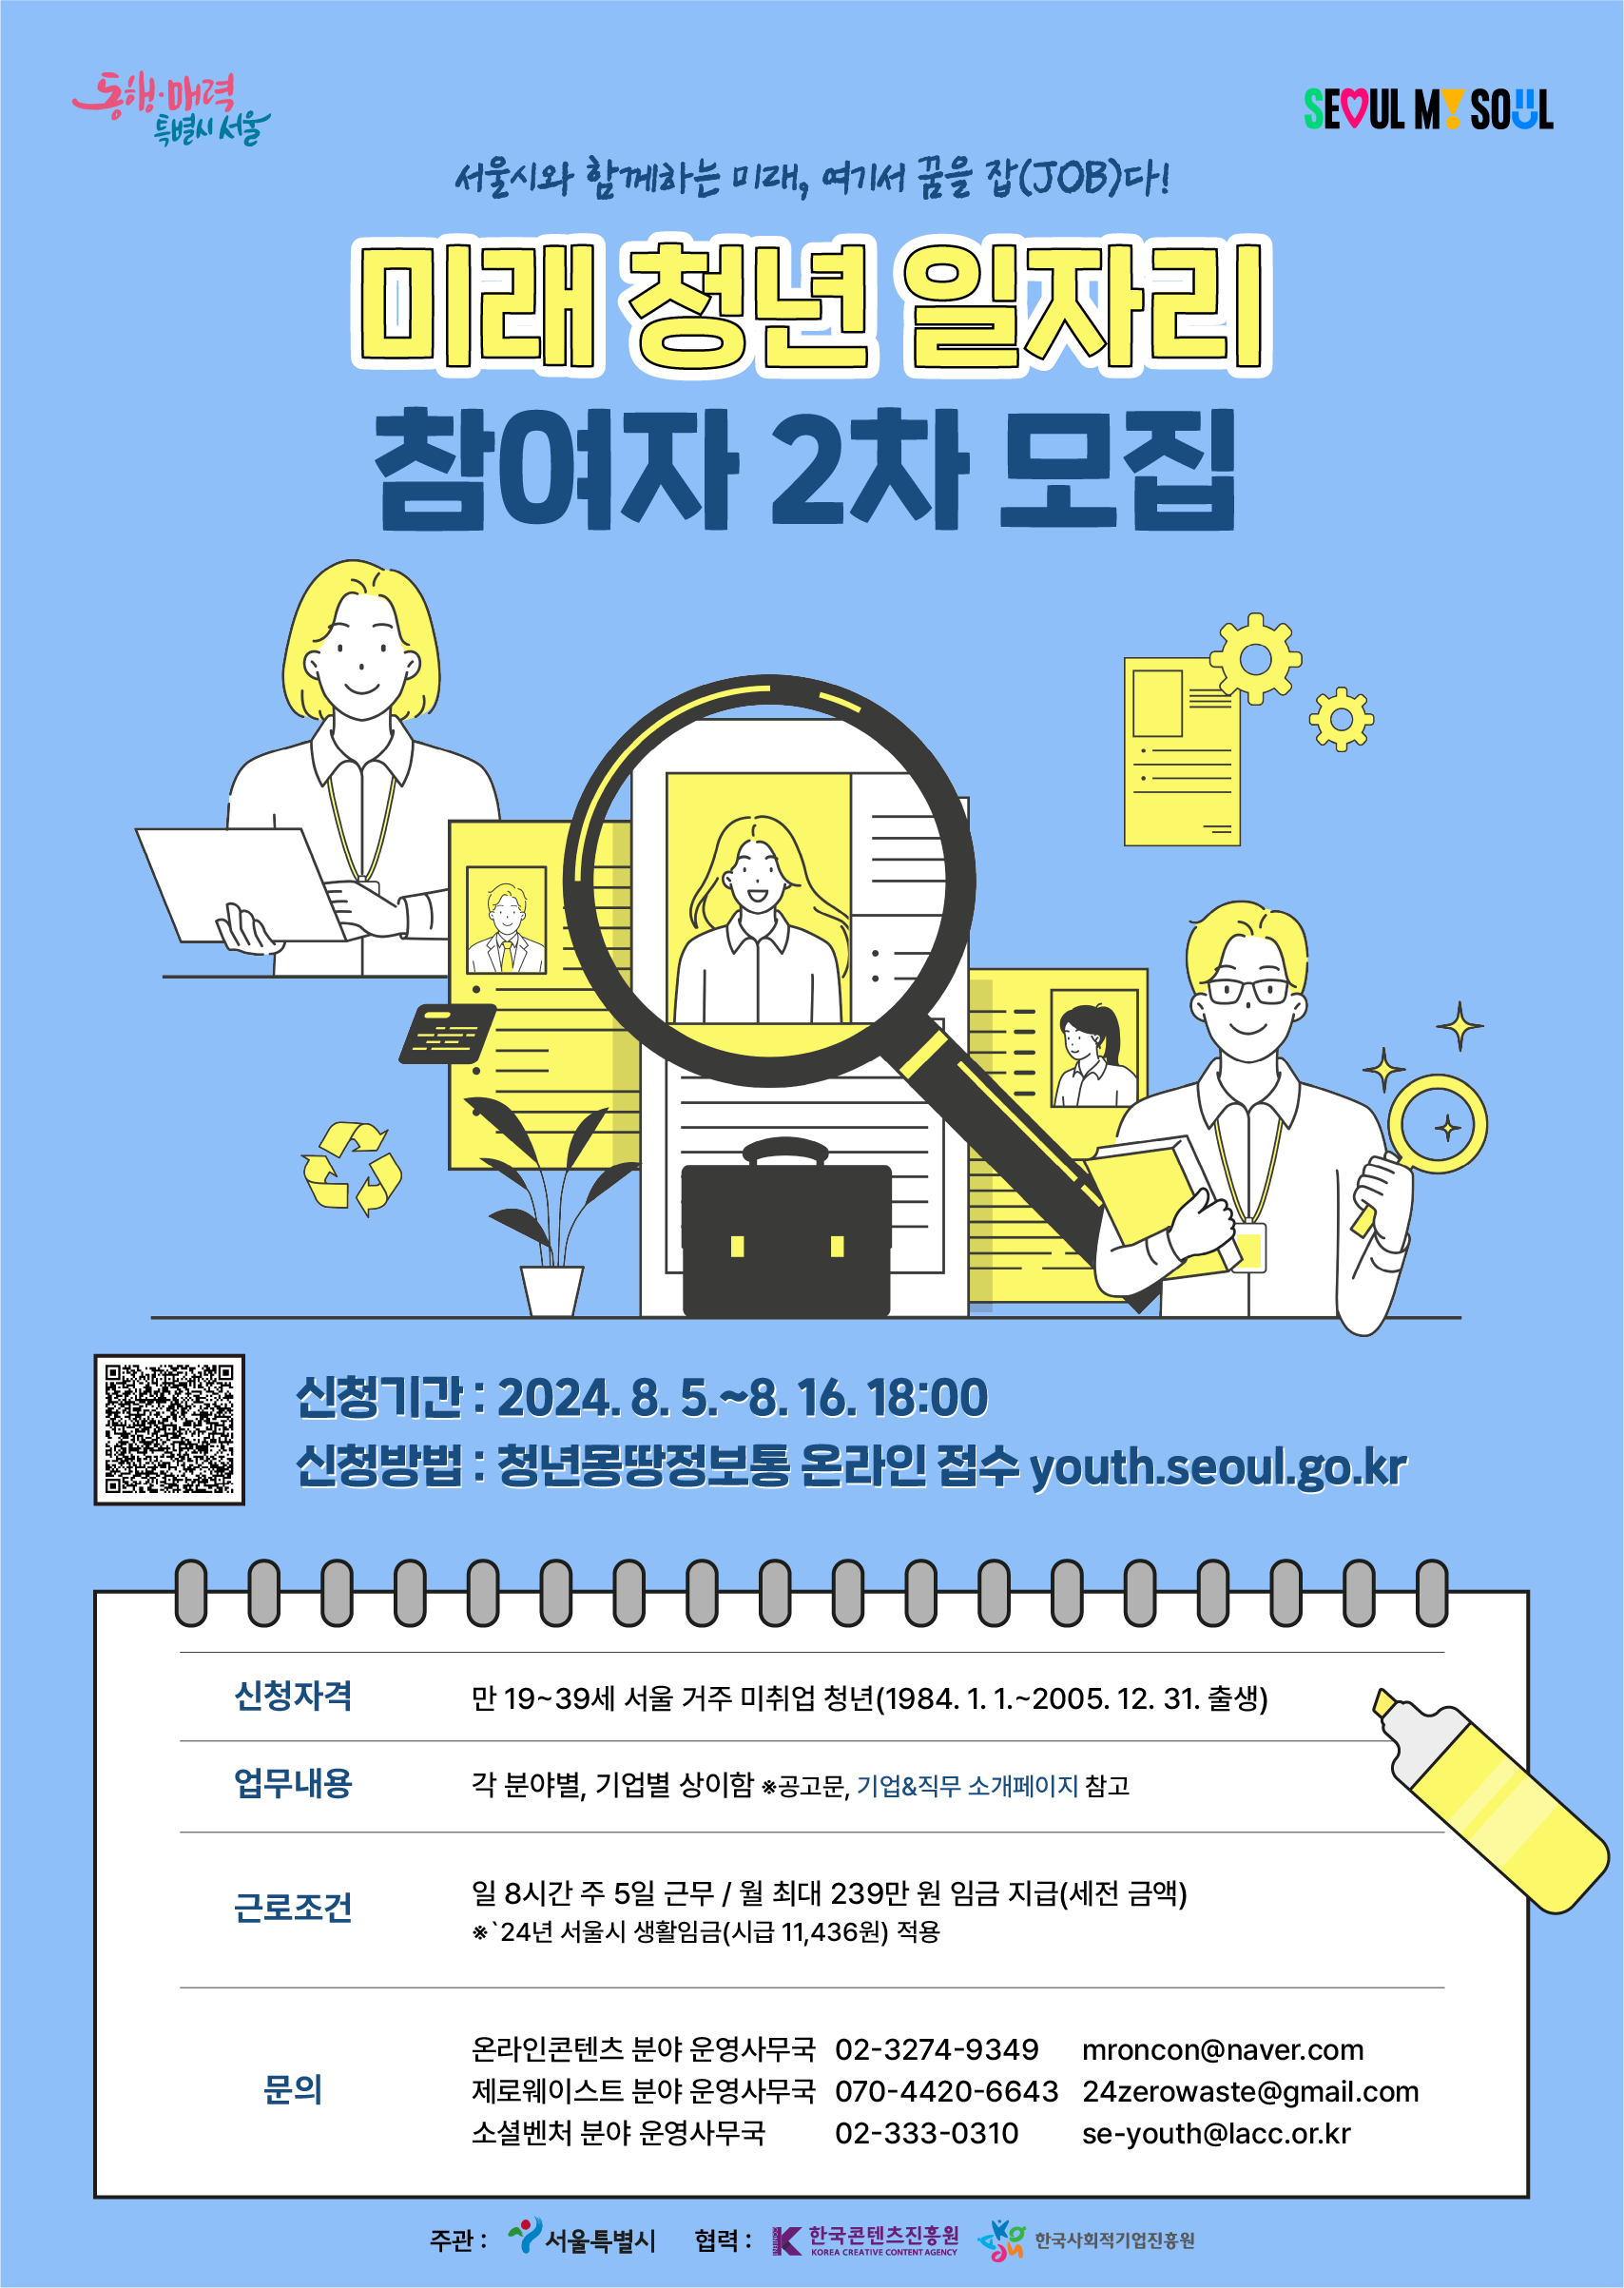 동행·매력
특별시 서울
SEOUL MY SOUL
서울시와 함께하는 미래, 여기서 꿈을 잡(JOB)다!
미래 청년 일자리
참여자 2차 모집
신청기간 : 2024. 8. 5.~8. 16. 18:00
신청방법 : 청년몽땅정보통 온라인 접수 youth.seoul.go.kr
신청자격 만 19~39세 서울 거주 미취업 청년(1984. 1. 1.~2005. 12. 31. 출생)
업무내용 각 분야별, 기업별 상이함 ※공고문, 기업&직무 소개페이지 참고
근로조건 일 8시간 주 5일 근무 / 월 최대 239만 원 임금 지급(세전 금액)
※`24년 서울시 생활임금(시급 11,436원) 적용
문의
온라인콘텐츠 분야 운영사무국 02-3274-9349 mroncon@naver.com
제로웨이스트 분야 운영사무국 070-4420-6643 24zerowaste@gmail.com
소셜벤처 분야 운영사무국 02-333-0310 se-youth@lacc.or.kr
주관 : 서울특별시 협력 : 한국콘텐츠진흥원 한국사회적기업진흥원
KOREA CREATIVE CONTENT AGENCY